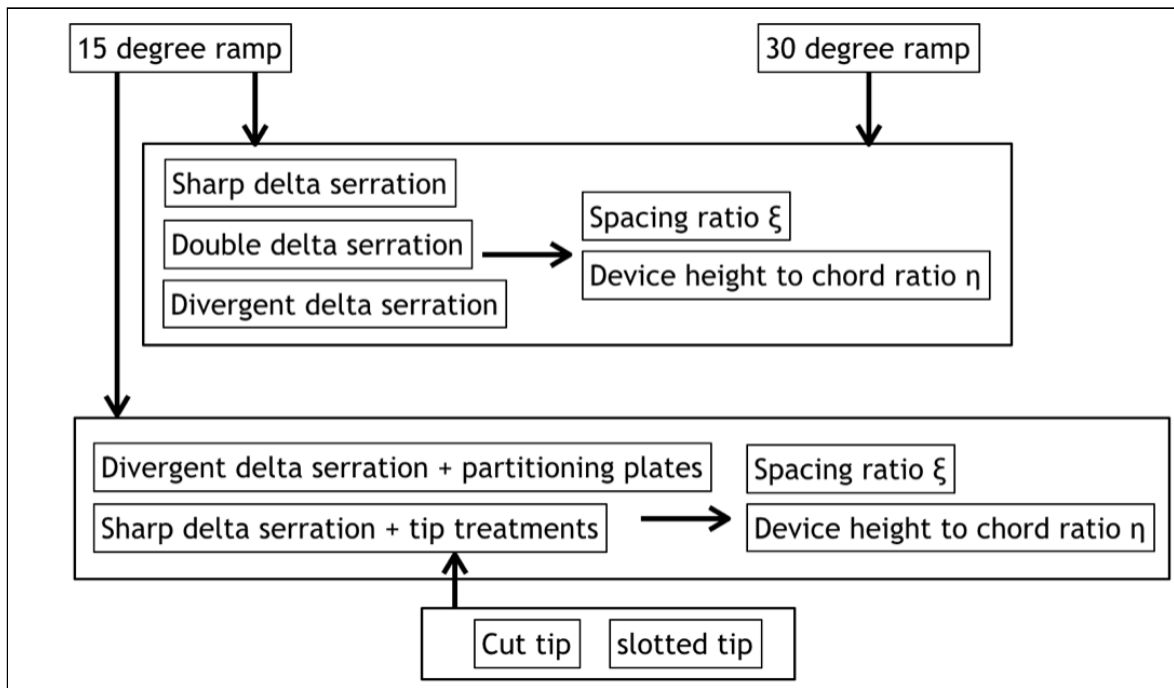 15 degree ramp
30 degree ramp
Sharp delta serration
Double delta serration
Divergent delta serration
Spacing ratio ξ
Device height to chord ratio η
Divergent delta serration + partitioning plates
Sharp delta serration + tip treatments
Spacing ratio ξ
Device height to chord ratio η
Cut tip
slotted tip